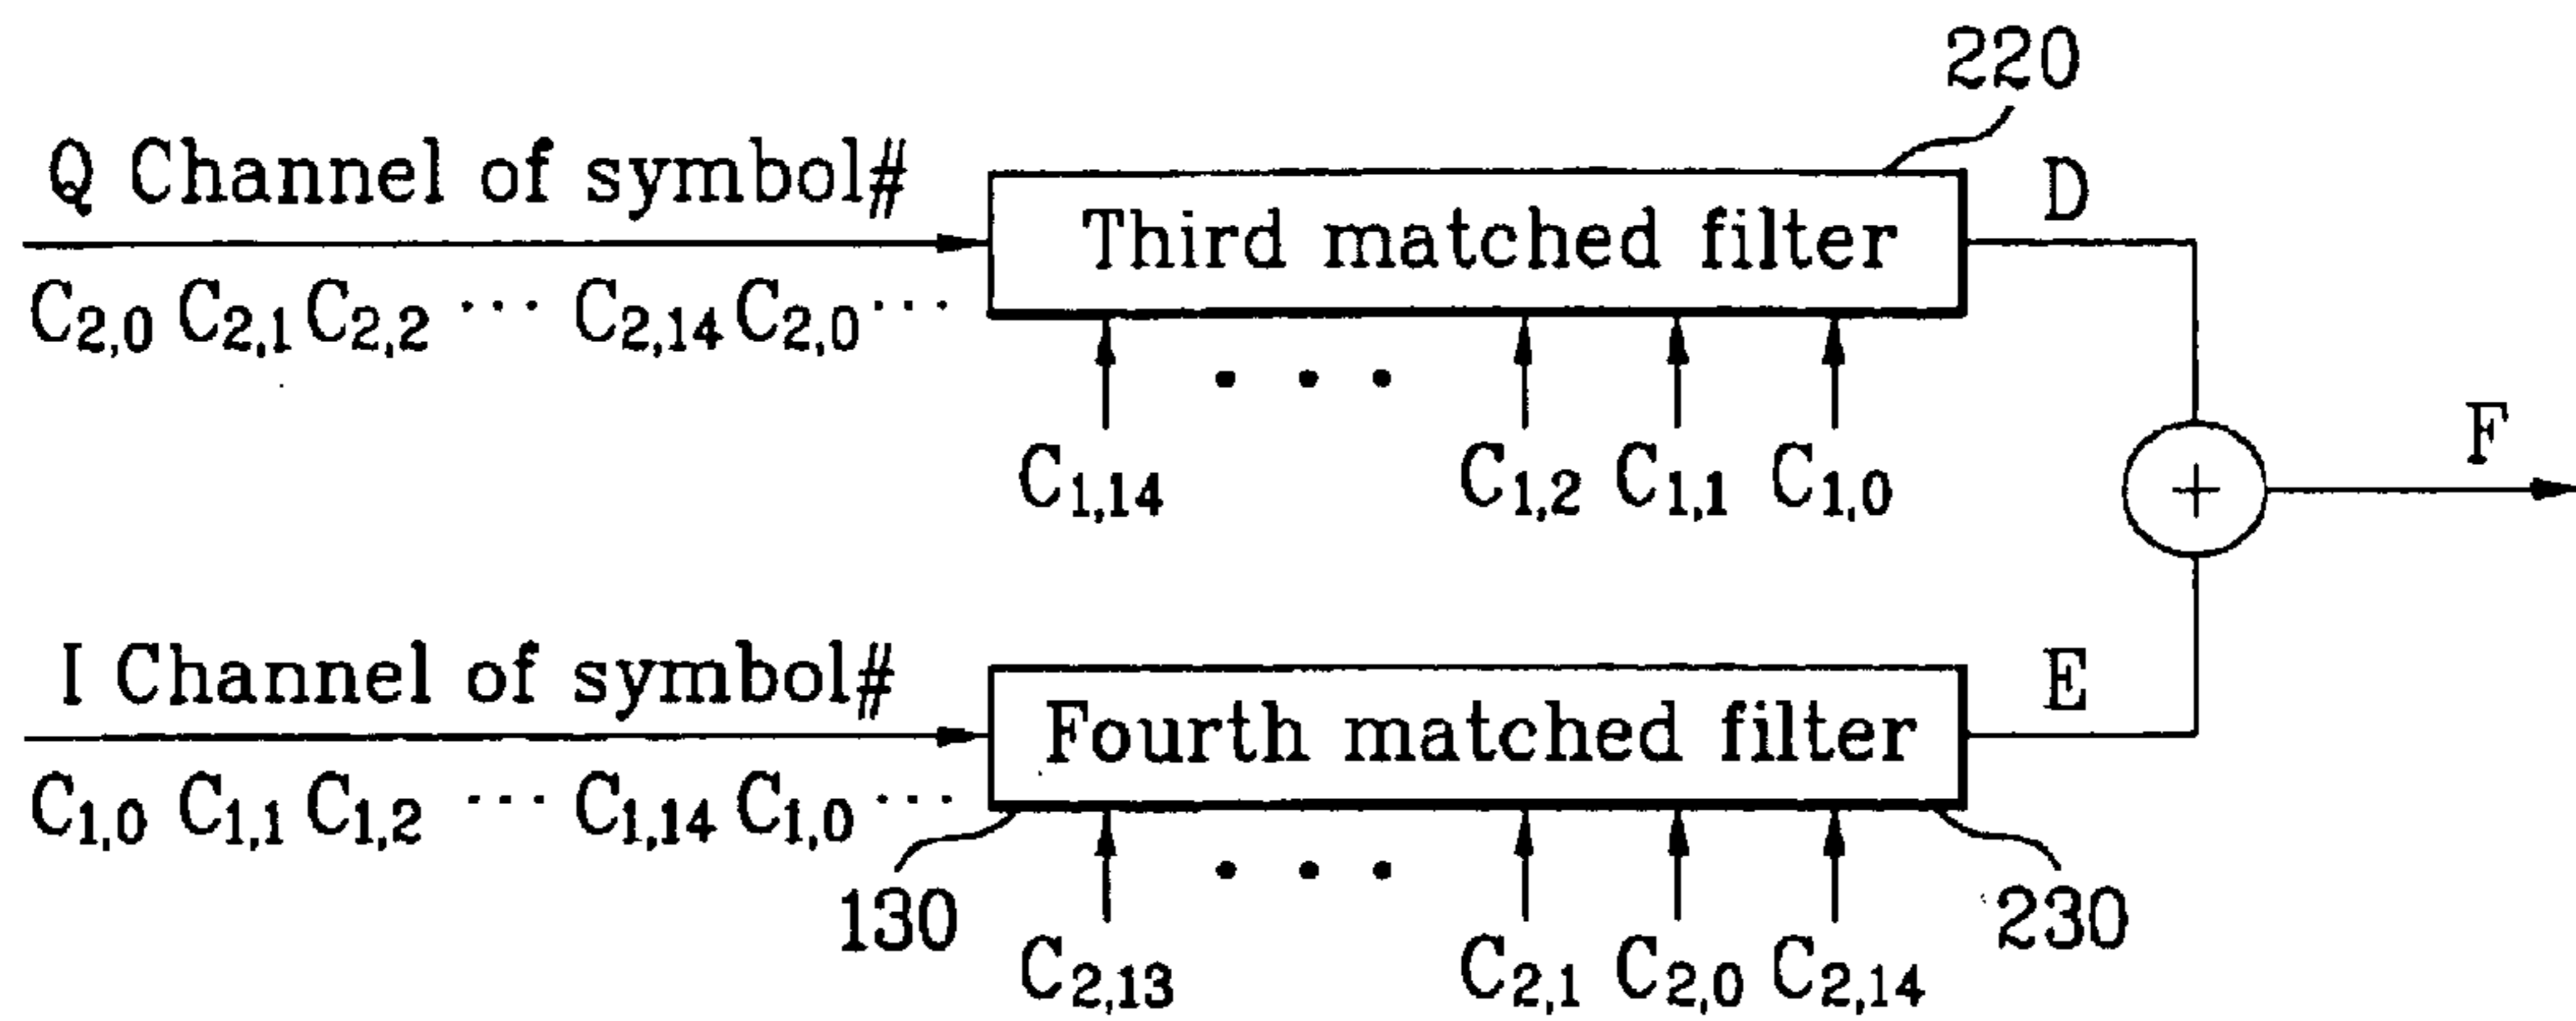 220
Q Channel of symbol#
Third matched filter
D
C2,0 C2,1 C2,2 ··· C2,14 C2,0 ···
C1,14 • • • C1,2 C1,1 C1,0
+
F
I Channel of symbol#
Fourth matched filter
E
C1,0 C1,1 C1,2 ··· C1,14 C1,0 ···
130
230
C2,13 • • • C2,1 C2,0 C2,14